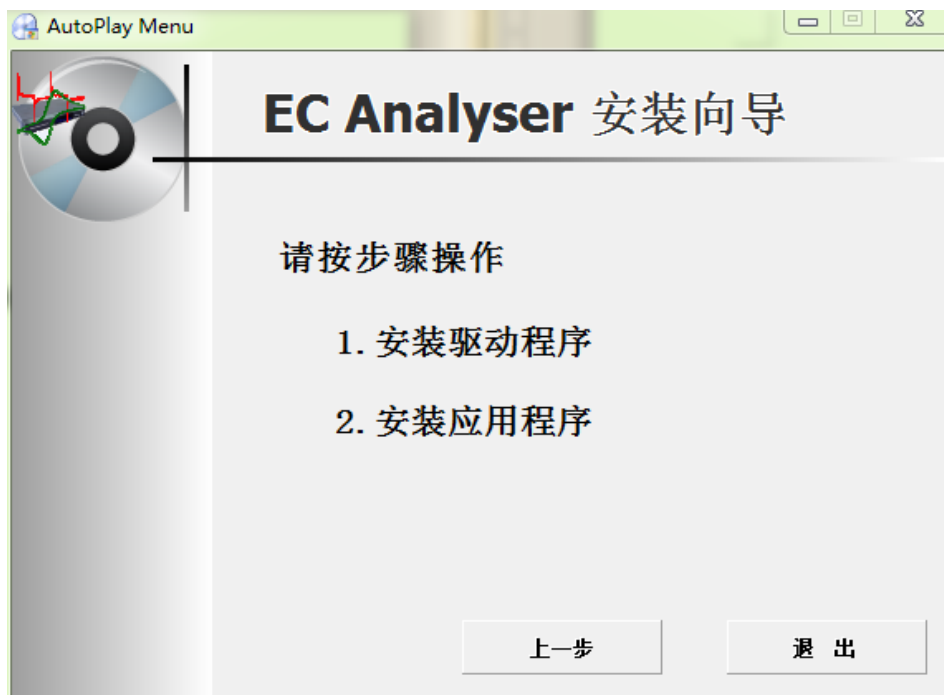 AutoPlay Menu
EC Analyser 安装向导
请按步骤操作
1. 安装驱动程序
2. 安装应用程序
上一步
退 出